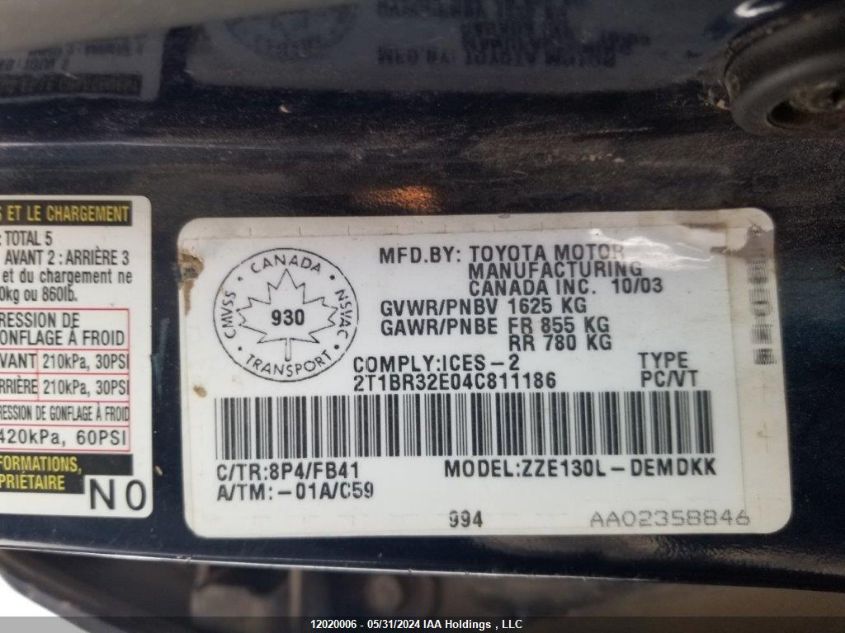 S ET LE CHARGEMENT
: TOTAL 5
AVANT 2 : ARRIÈRE 3
et du chargement ne
0kg ou 860lb.
RESSION DE
GONFLAGE À FROID
AVANT 210kPa, 30PSI
ARRIÈRE 210kPa, 30PSI
RESSION DE GONFLAGE À FROID
420kPa, 60PSI
FORMATIONS,
PRIÉTAIRE
NO
CANADA
CMVSS 930 NSVAC
TRANSPORT
MFD.BY: TOYOTA MOTOR
MANUFACTURING
CANADA INC. 10/03
GVWR/PNBV 1625 KG
GAWR/PNBE FR 855 KG
RR 780 KG
COMPLY:ICES-2 TYPE
2T1BR32E04C811186 PC/VT
C/TR:8P4/FB41 MODEL:ZZE130L-DEMDKK
A/TM:-01A/C59
994 AA02358846
12020006 - 05/31/2024 IAA Holdings , LLC